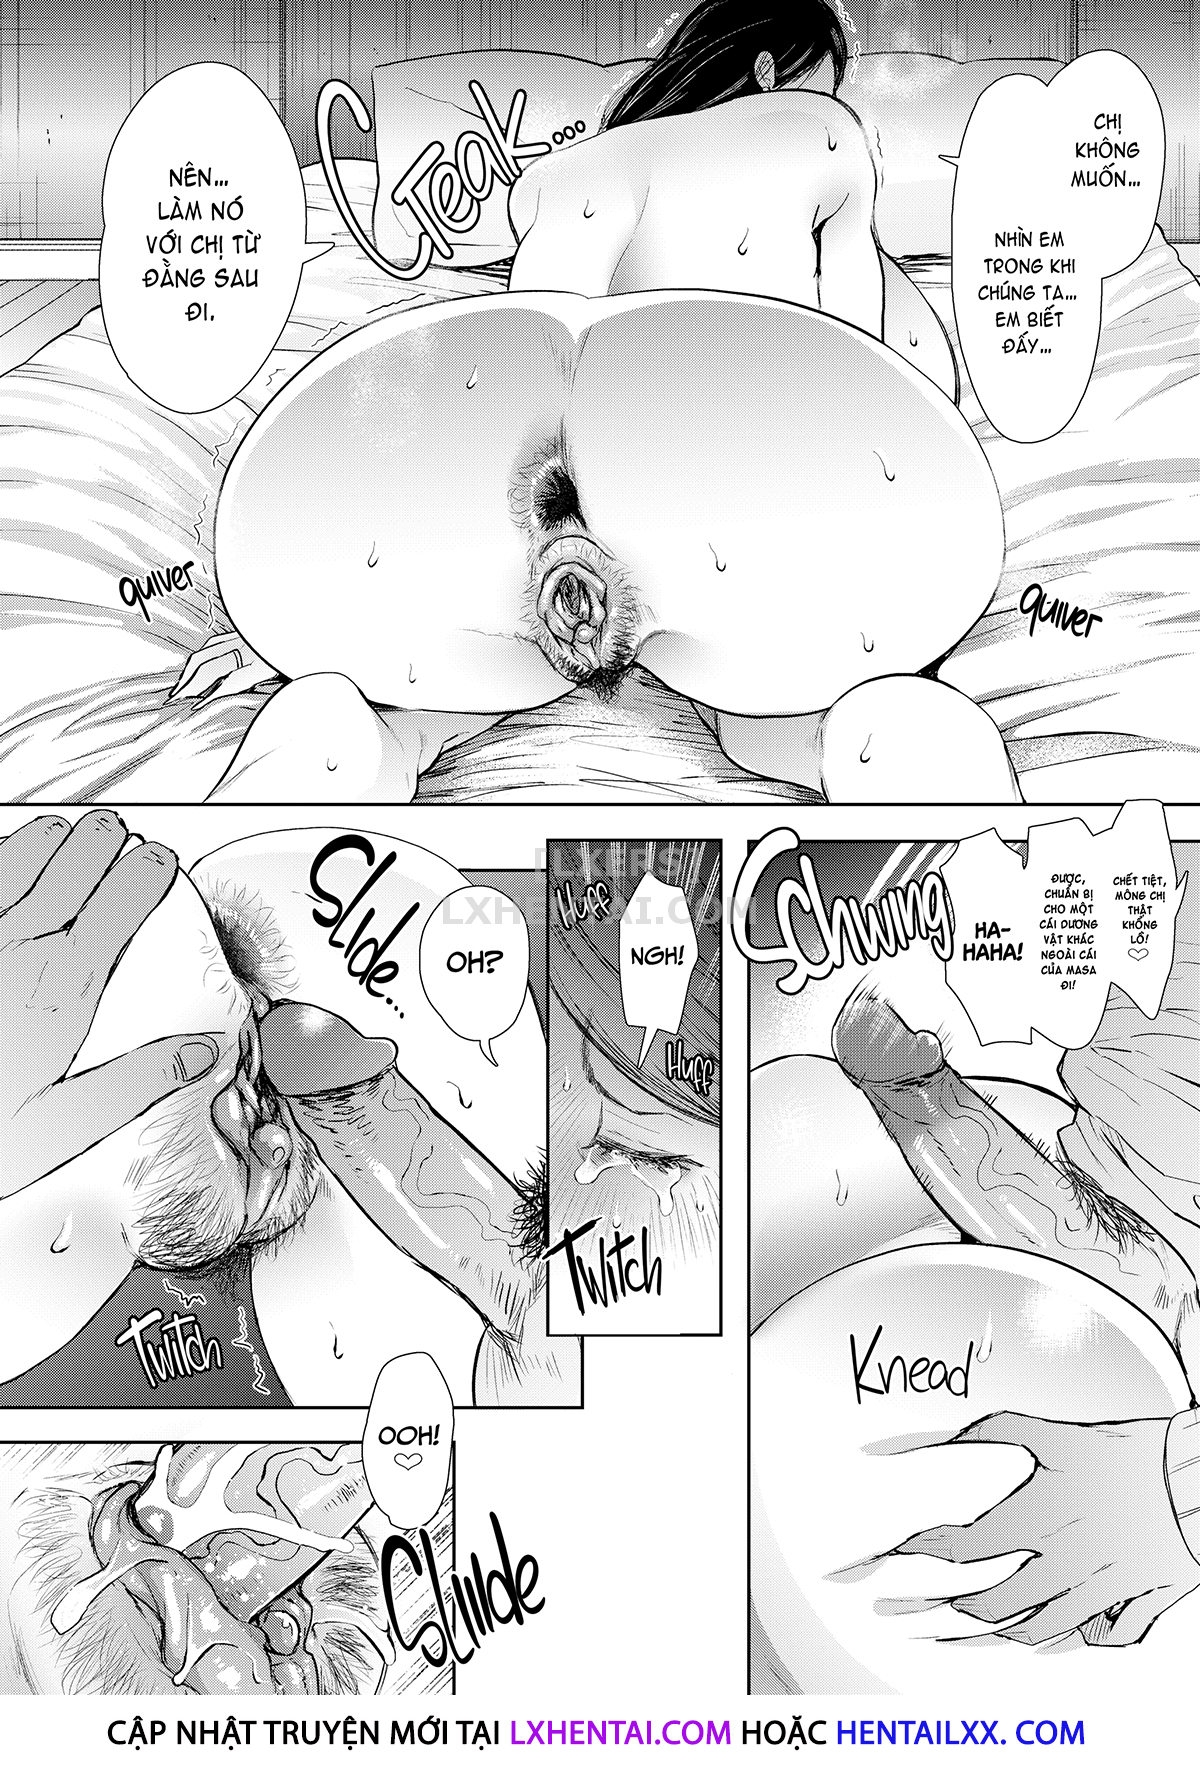 CHỊ
KHÔNG
MUỐN...
NHÌN EM
TRONG KHI
CHÚNG TA...
EM BIẾT
ĐẤY...
CREAK...
NÊN...
LÀM NÓ
VỚI CHỊ TỪ
ĐẰNG SAU
ĐI.
QUIVER
QUIVER
CHẾT TIỆT,
MÔNG CHỊ
THẬT
KHỔNG
LỒ!
♡
ĐƯỢC,
CHUẨN BỊ
CHO MỘT
CÁI DƯƠNG
VẬT KHÁC
NGOÀI CÁI
CỦA MASA
ĐI!
HA-
HAHA!
SCHWING
KNEAD
NGH!
HUFF
HUFF
TWITCH
OH?
SLIDE...
TWITCH
OOH!
♡
SLIIIDE
[LXERS]
LXHENTAI.COM
CẬP NHẬT TRUYỆN MỚI TẠI LXHENTAI.COM HOẶC HENTAILXX. COM